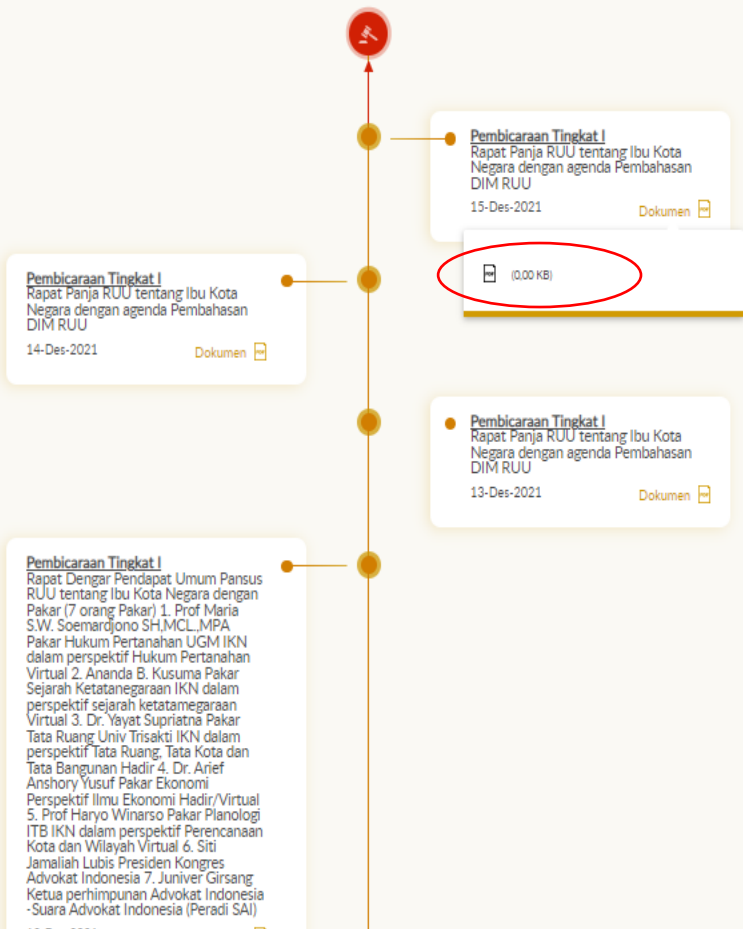 Pembicaraan Tingkat I
Rapat Panja RUU tentang Ibu Kota
Negara dengan agenda Pembahasan
DIM RUU
15-Des-2021
Dokumen
(0,00 KB)
Pembicaraan Tingkat I
Rapat Panja RUU tentang Ibu Kota
Negara dengan agenda Pembahasan
DIM RUU
14-Des-2021
Dokumen
Pembicaraan Tingkat I
Rapat Panja RUU tentang Ibu Kota
Negara dengan agenda Pembahasan
DIM RUU
13-Des-2021
Dokumen
Pembicaraan Tingkat I
Rapat Dengar Pendapat Umum Pansus
RUU tentang Ibu Kota Negara dengan
Pakar (7 orang Pakar) 1. Prof Maria
S.W. Soemardjono SH,MCL.,MPA
Pakar Hukum Pertanahan UGM IKN
dalam perspektif Hukum Pertanahan
Virtual 2. Ananda B. Kusuma Pakar
Sejarah Ketatanegaraan IKN dalam
perspektif sejarah ketatamegaraan
Virtual 3. Dr. Yayat Supriatna Pakar
Tata Ruang Univ Trisakti IKN dalam
perspektif Tata Ruang, Tata Kota dan
Tata Bangunan Hadir 4. Dr. Arief
Anshory Yusuf Pakar Ekonomi
Perspektif Ilmu Ekonomi Hadir/Virtual
5. Prof Haryo Winarso Pakar Planologi
ITB IKN dalam perspektif Perencanaan
Kota dan Wilayah Virtual 6. Siti
Jamaliah Lubis Presiden Kongres
Advokat Indonesia 7. Juniver Girsang
Ketua perhimpunan Advokat Indonesia
-Suara Advokat Indonesia (Peradi SAI)